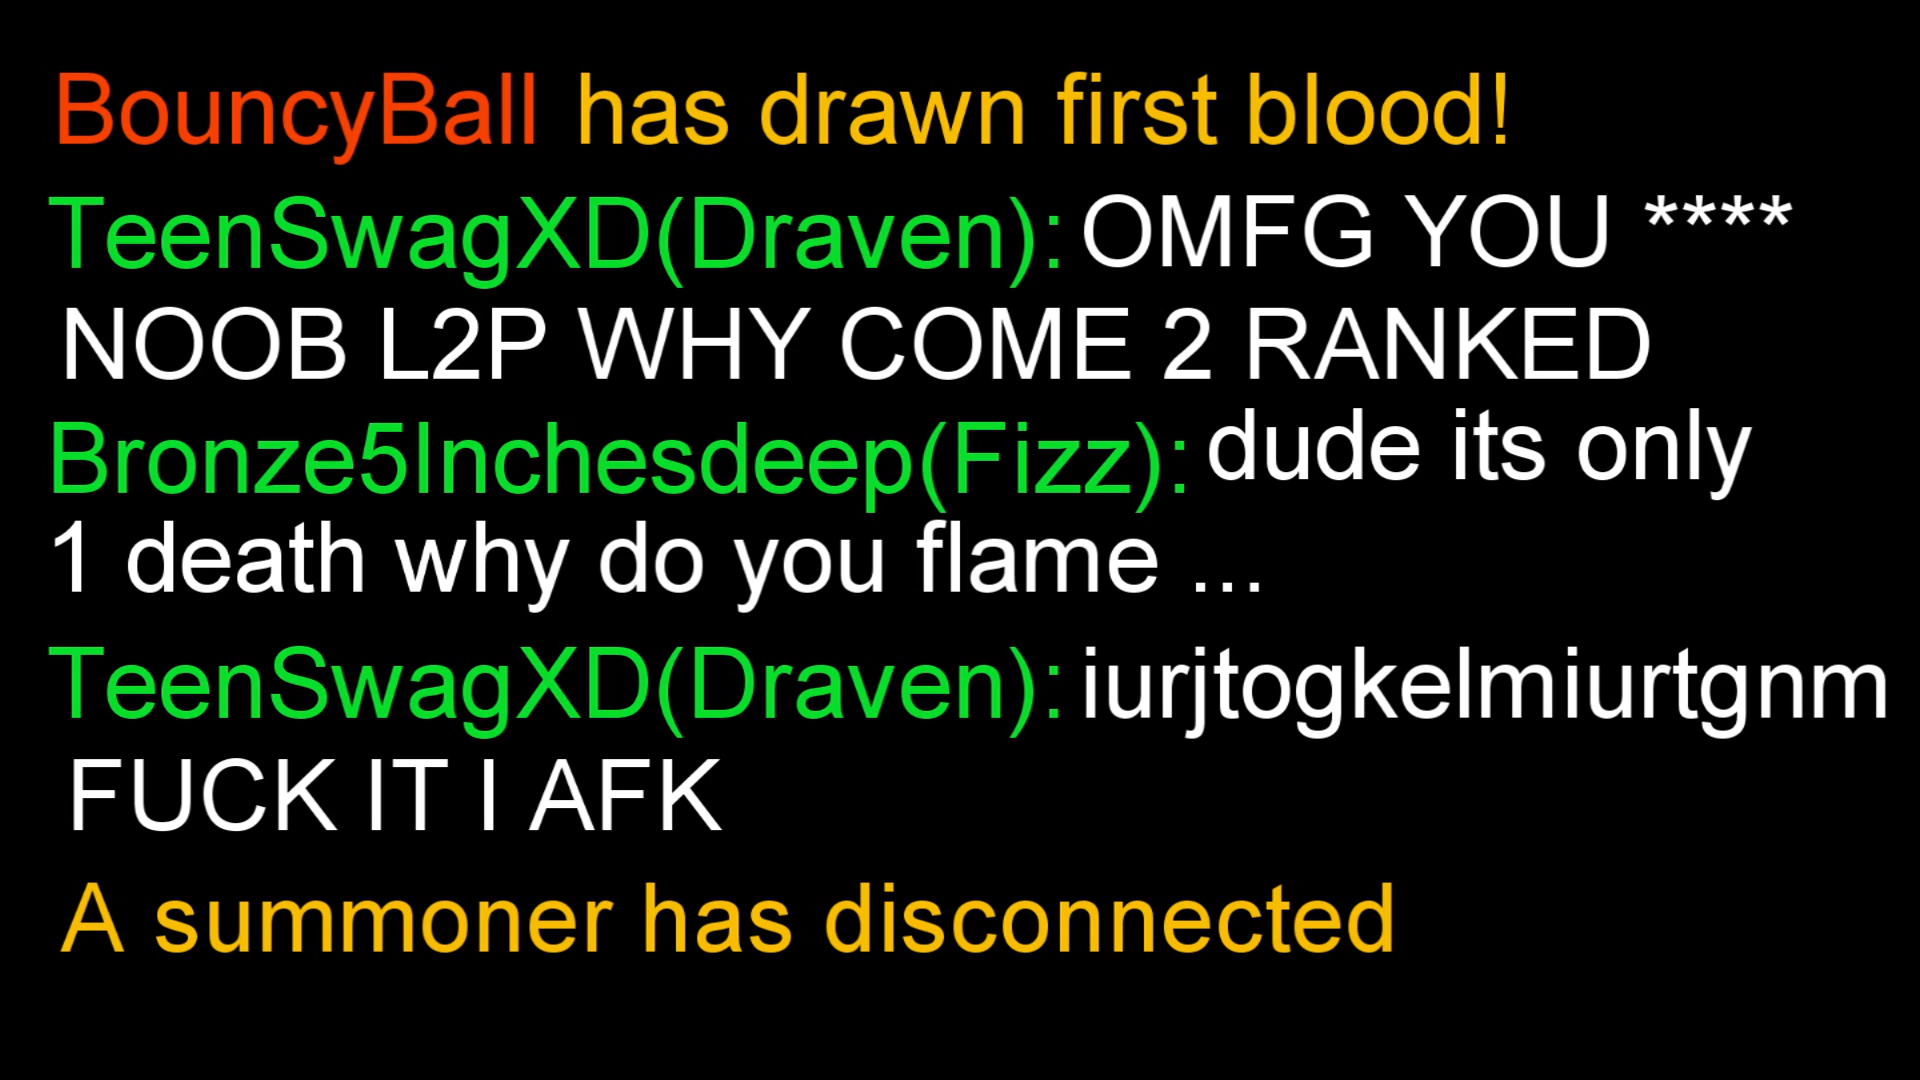 BouncyBall has drawn first blood!
TeenSwagXD(Draven): OMFG YOU ****
NOOB L2P WHY COME 2 RANKED
Bronze5Inchesdeep(Fizz): dude its only
1 death why do you flame ...
TeenSwagXD(Draven): iurjtogkelmiurtgnm
FUCK IT I AFK
A summoner has disconnected